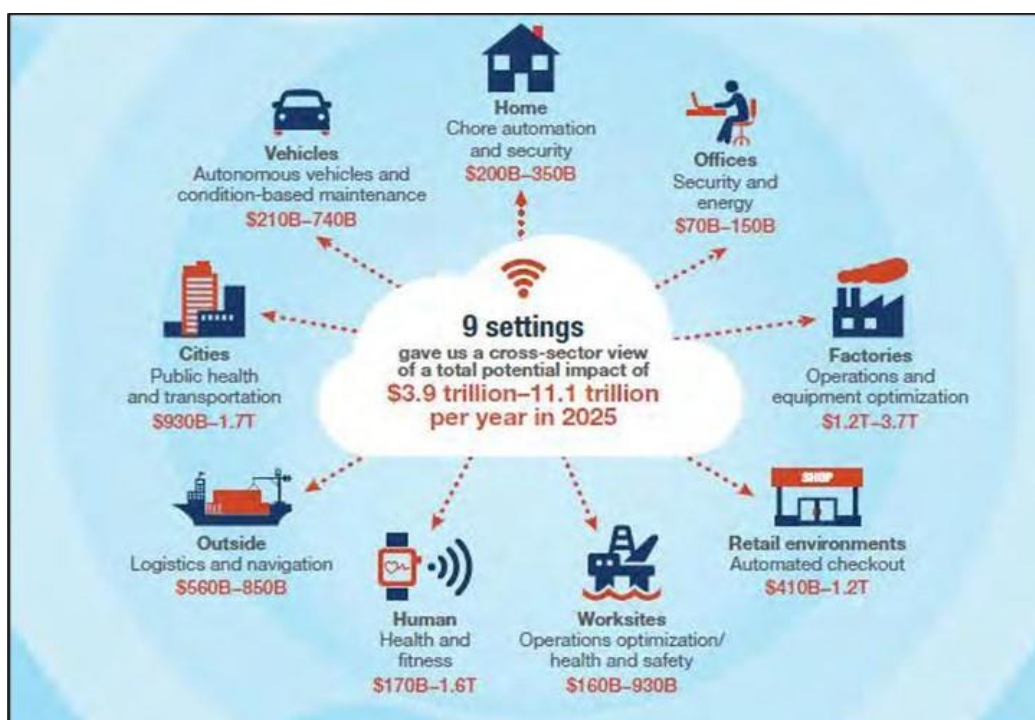 Home
Chore automation
and security
$200B–350B
Vehicles
Autonomous vehicles and
condition-based maintenance
$210B–740B
Offices
Security and
energy
$70B–150B
9 settings
gave us a cross-sector view
of a total potential impact of
$3.9 trillion–11.1 trillion
per year in 2025
Cities
Public health
and transportation
$930B–1.7T
Factories
Operations and
equipment optimization
$1.2T–3.7T
Outside
Logistics and navigation
$560B–850B
Human
Health and
fitness
$170B–1.6T
Worksites
Operations optimization/
health and safety
$160B–930B
SHOP
Retail environments
Automated checkout
$410B–1.2T